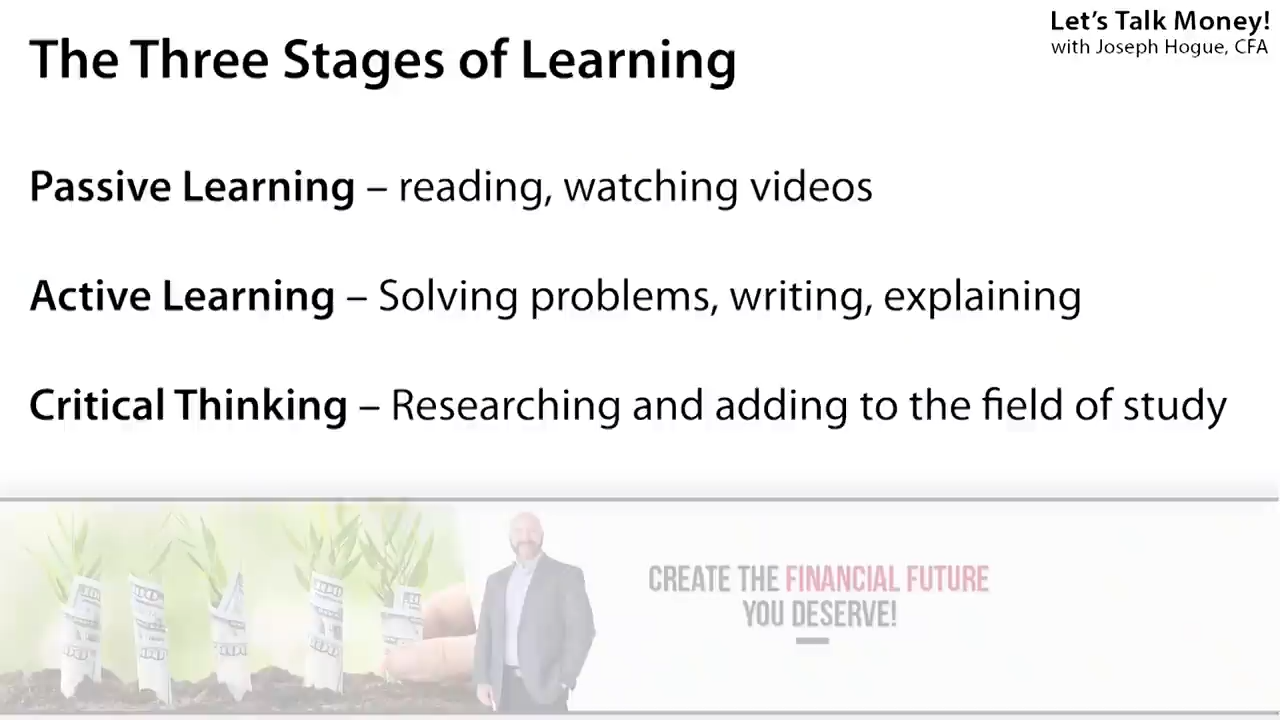 Let's Talk Money!
with Joseph Hogue, CFA
The Three Stages of Learning
Passive Learning – reading, watching videos
Active Learning – Solving problems, writing, explaining
Critical Thinking – Researching and adding to the field of study
CREATE THE FINANCIAL FUTURE
YOU DESERVE!